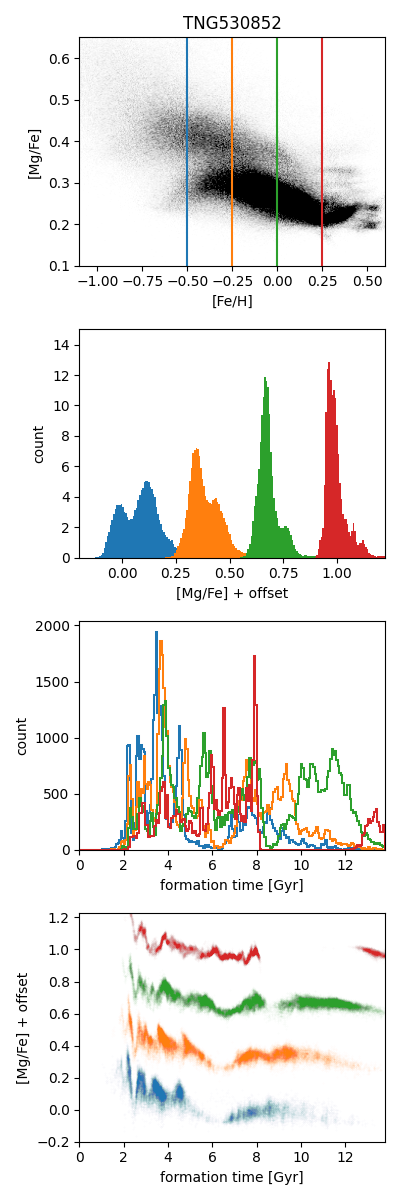 TNG530852
0.6
0.5
0.4
0.3
0.2
0.1
[Mg/Fe]
−1.00 −0.75 −0.50 −0.25 0.00 0.25 0.50
[Fe/H]
14
12
10
8
6
4
2
0
count
0.00 0.25 0.50 0.75 1.00
[Mg/Fe] + offset
2000
1500
1000
500
0
count
0 2 4 6 8 10 12
formation time [Gyr]
1.2
1.0
0.8
0.6
0.4
0.2
0.0
−0.2
[Mg/Fe] + offset
0 2 4 6 8 10 12
formation time [Gyr]